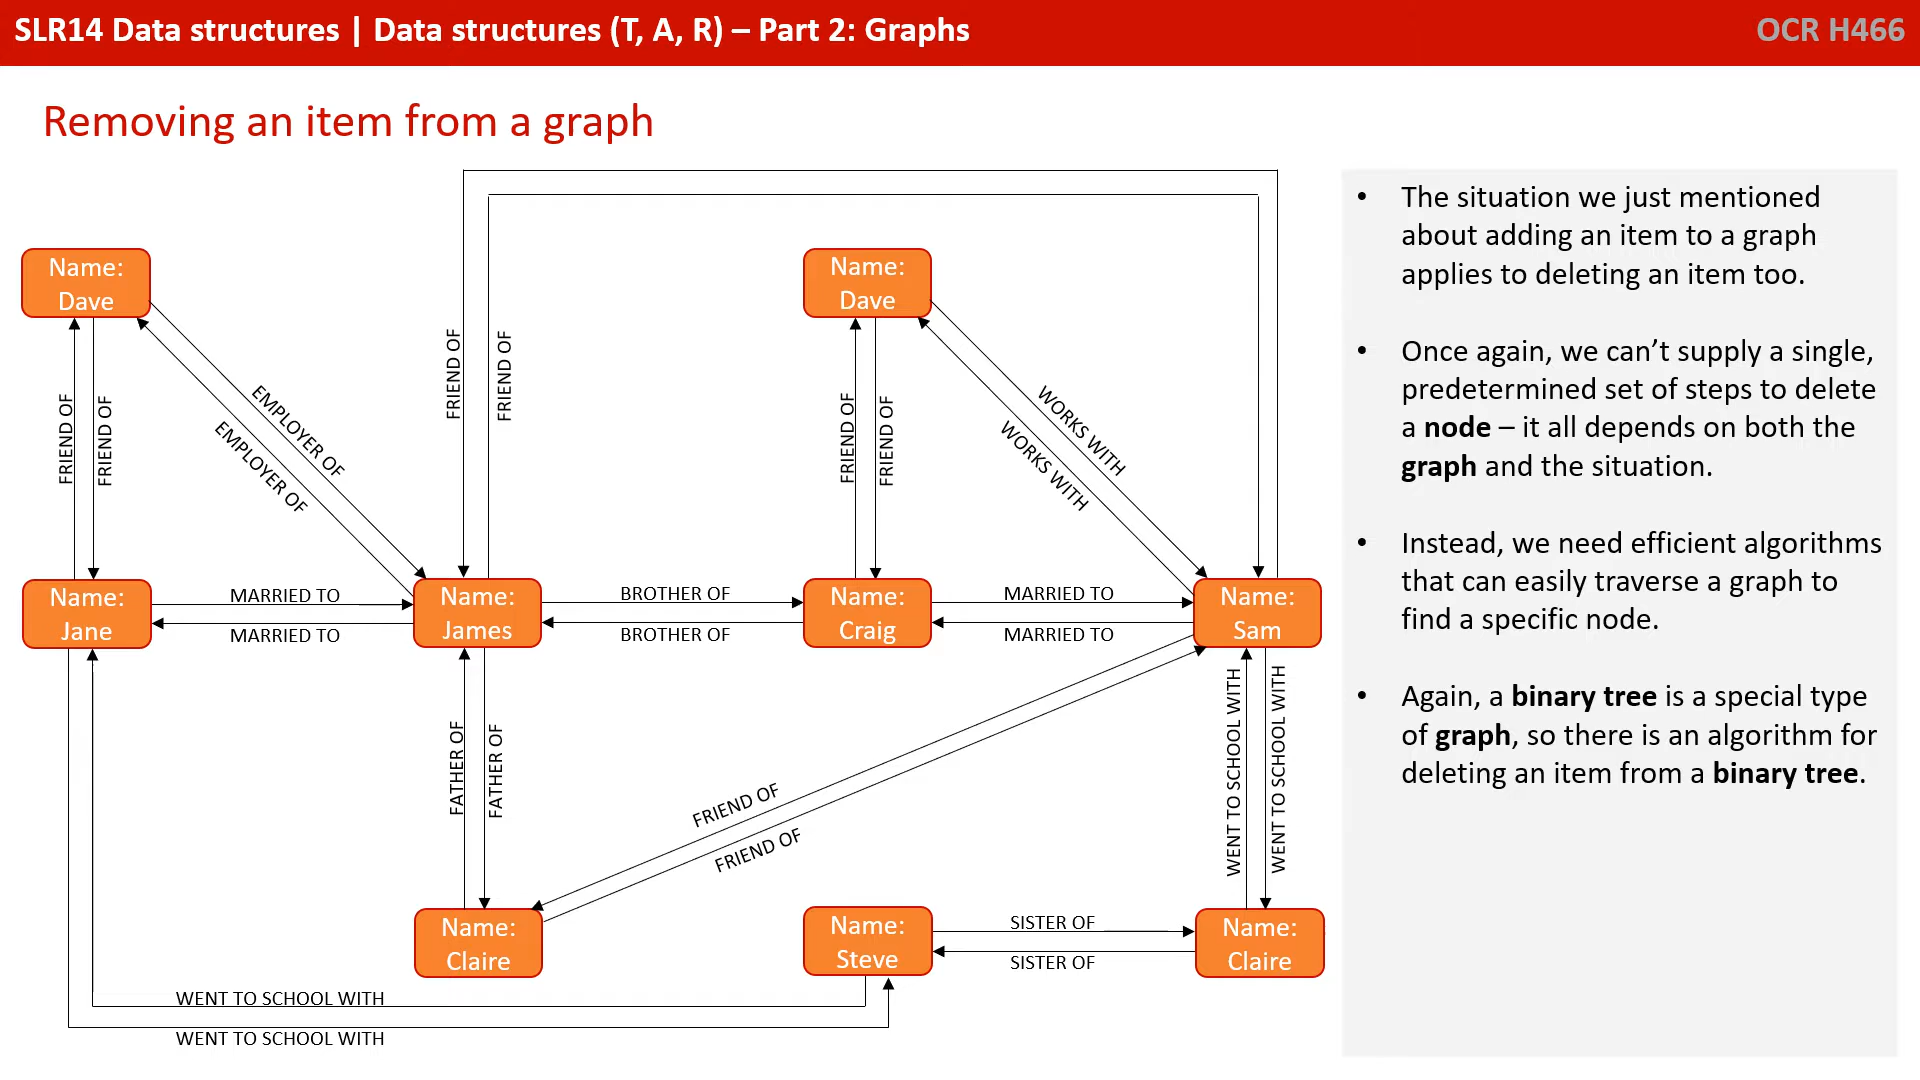 SLR14 Data structures | Data structures (T, A, R) – Part 2: Graphs
OCR H466
Removing an item from a graph
Name:
Dave
Name:
Dave
FRIEND OF
FRIEND OF
EMPLOYER OF
EMPLOYER OF
FRIEND OF
FRIEND OF
FRIEND OF
FRIEND OF
WORKS WITH
WORKS WITH
Name:
Jane
MARRIED TO
MARRIED TO
Name:
James
BROTHER OF
BROTHER OF
Name:
Craig
MARRIED TO
MARRIED TO
Name:
Sam
FATHER OF
FATHER OF
FRIEND OF
FRIEND OF
WENT TO SCHOOL WITH
WENT TO SCHOOL WITH
Name:
Claire
Name:
Steve
SISTER OF
SISTER OF
Name:
Claire
WENT TO SCHOOL WITH
WENT TO SCHOOL WITH
• The situation we just mentioned
about adding an item to a graph
applies to deleting an item too.
• Once again, we can’t supply a single,
predetermined set of steps to delete
a node – it all depends on both the
graph and the situation.
• Instead, we need efficient algorithms
that can easily traverse a graph to
find a specific node.
• Again, a binary tree is a special type
of graph, so there is an algorithm for
deleting an item from a binary tree.